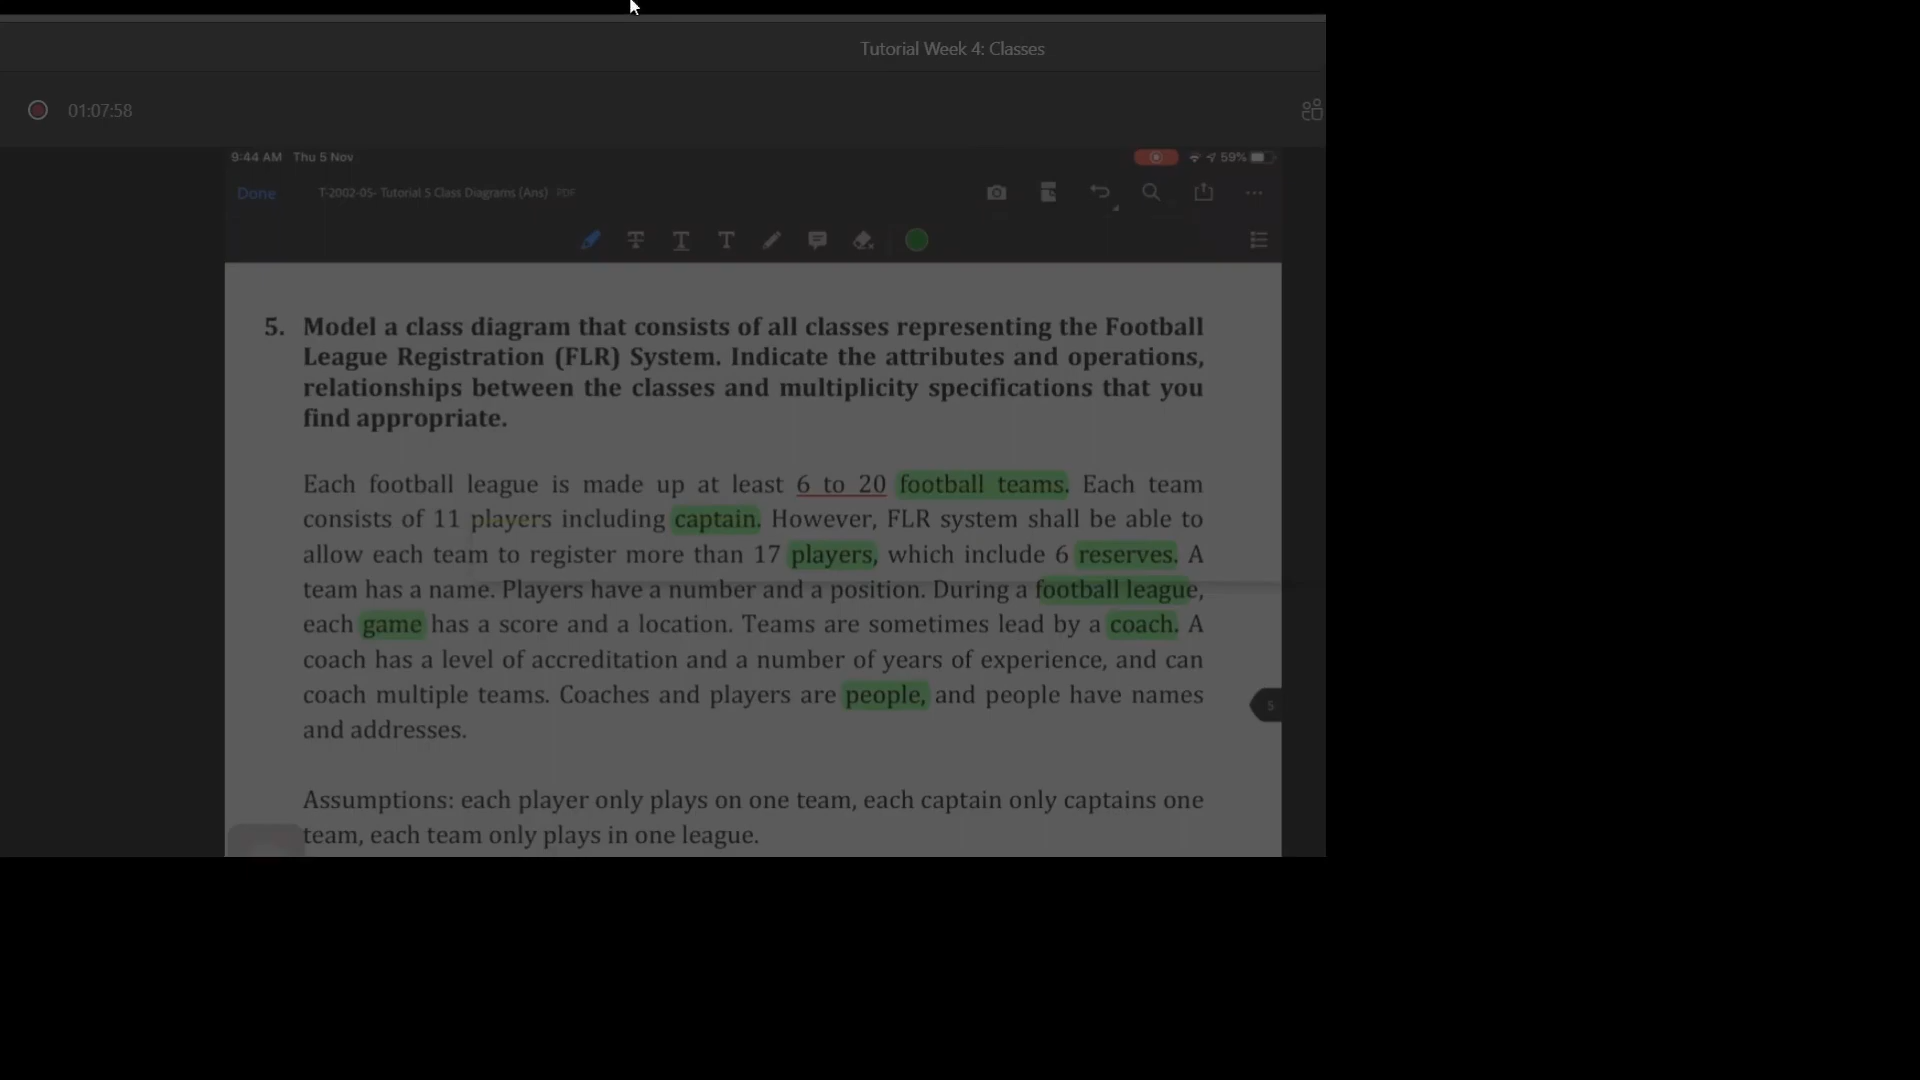 Tutorial Week 4: Classes
01:07:58
9:44 AM Thu 5 Nov
59%
Done
T-2002-05- Tutorial 5 Class Diagrams (Ans) PDF
5. Model a class diagram that consists of all classes representing the Football
League Registration (FLR) System. Indicate the attributes and operations,
relationships between the classes and multiplicity specifications that you
find appropriate.
Each football league is made up at least 6 to 20 football teams. Each team
consists of 11 players including captain. However, FLR system shall be able to
allow each team to register more than 17 players, which include 6 reserves. A
team has a name. Players have a number and a position. During a football league,
each game has a score and a location. Teams are sometimes lead by a coach. A
coach has a level of accreditation and a number of years of experience, and can
coach multiple teams. Coaches and players are people, and people have names
and addresses.
5
Assumptions: each player only plays on one team, each captain only captains one
team, each team only plays in one league.